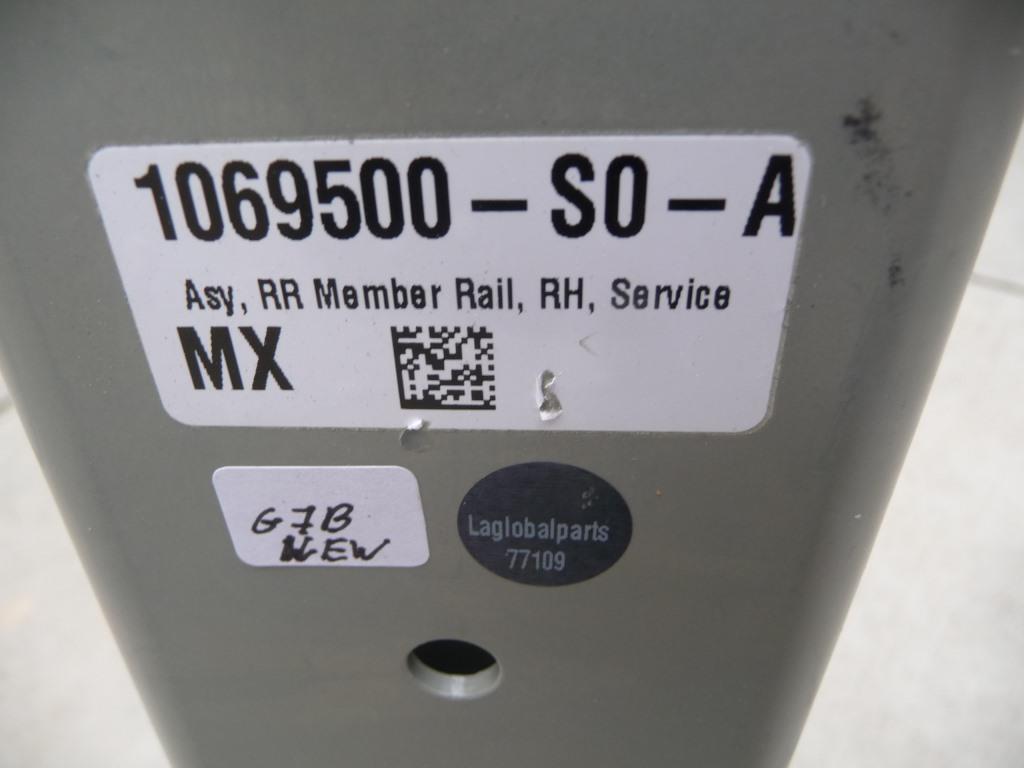 1069500-S0-A
Asy, RR Member Rail, RH, Service
MX
G7B
NEW
Laglobalparts
77109